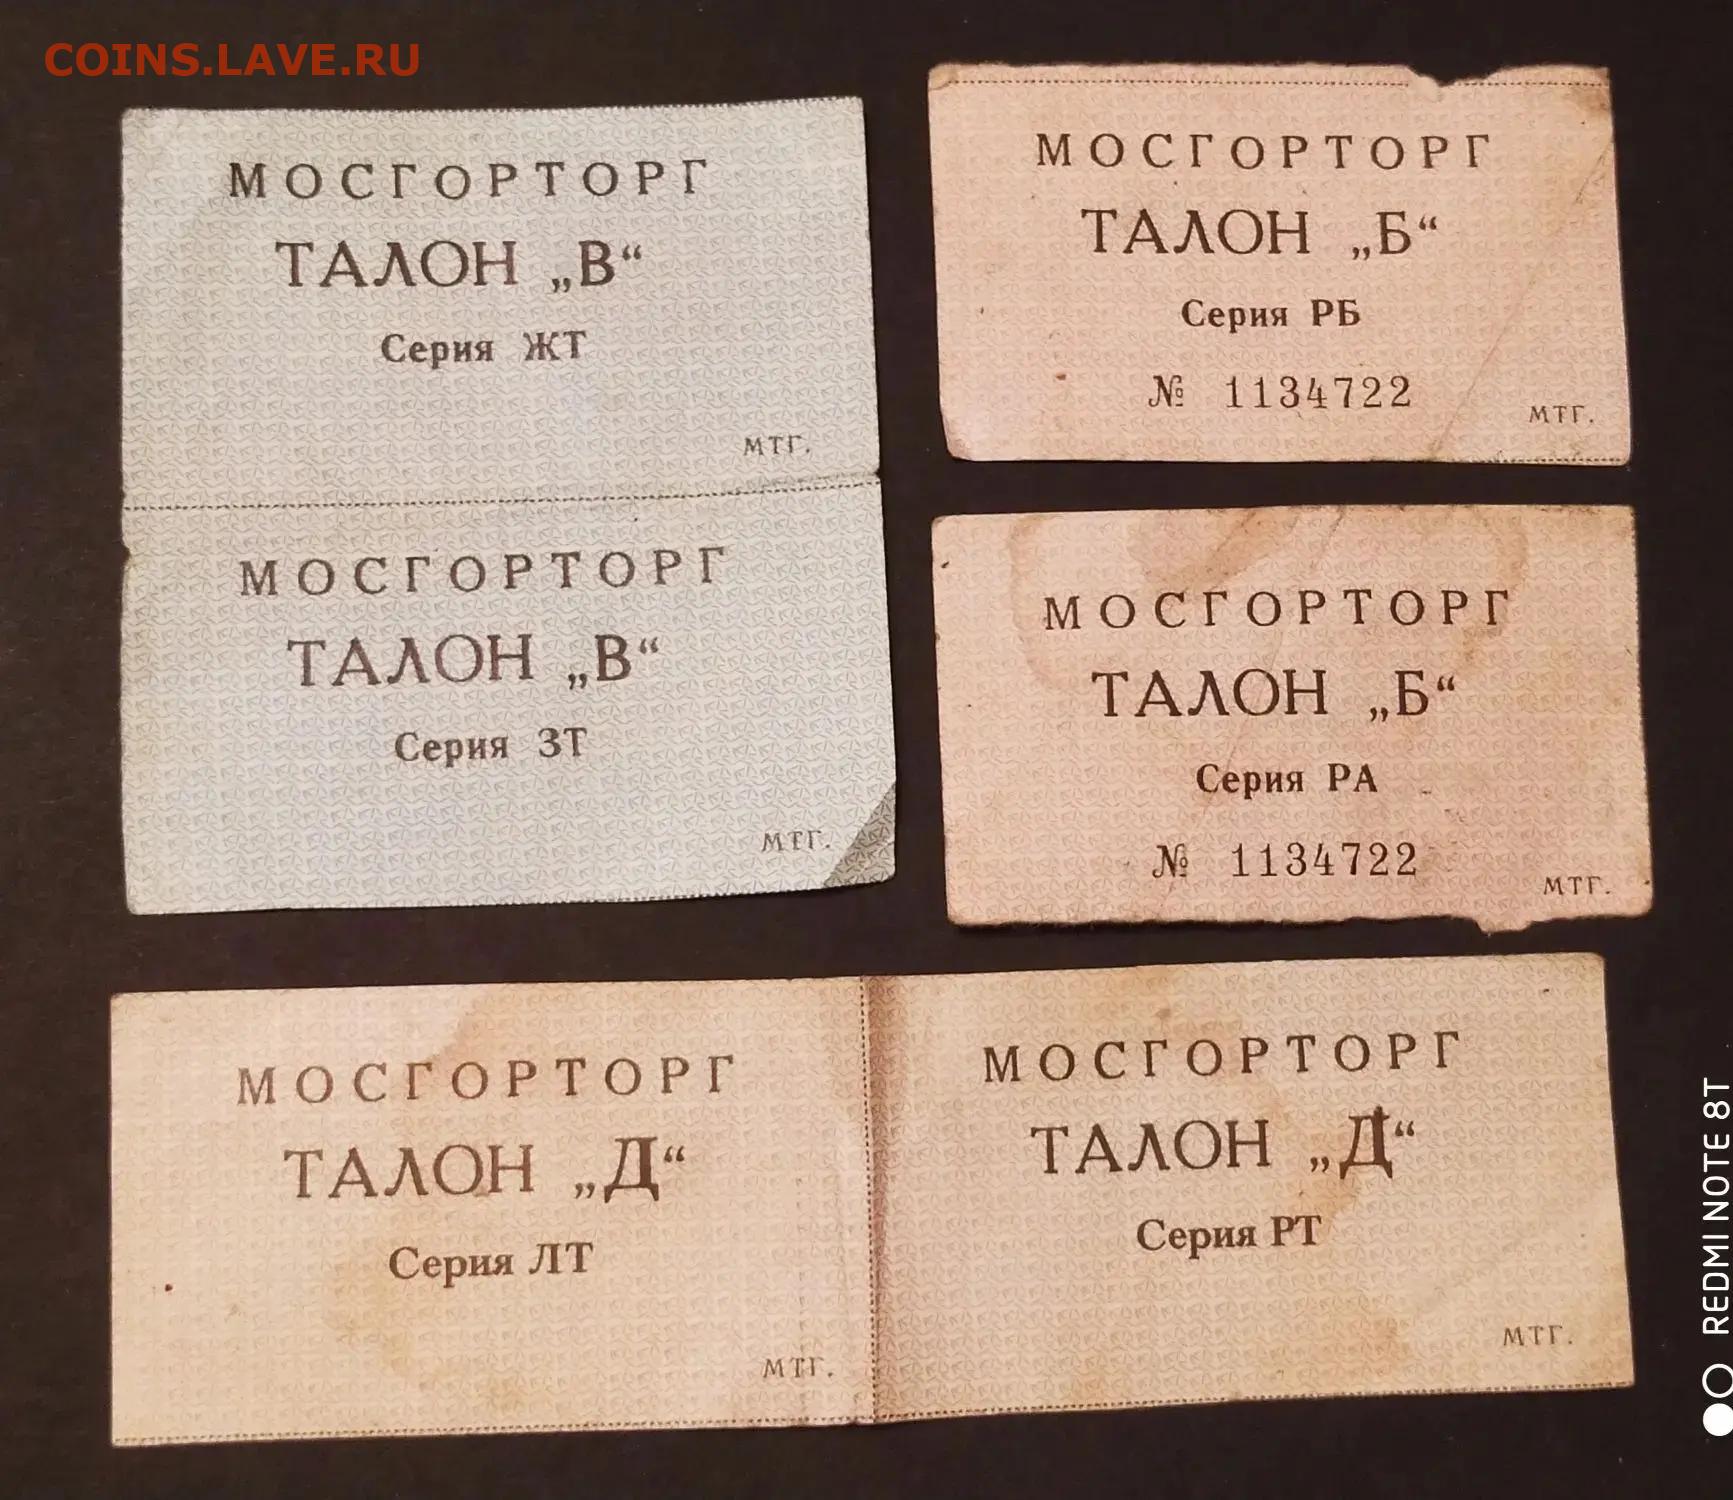 COINS.LAVE.RU
МОСГОРТОРГ
ТАЛОН „В“
Серия ЖТ
МТГ.
МОСГОРТОРГ
ТАЛОН „В“
Серия ЗТ
МТГ.
МОСГОРТОРГ
ТАЛОН „Б“
Серия РБ
№ 1134722
МТГ.
МОСГОРТОРГ
ТАЛОН „Б“
Серия РА
№ 1134722
МТГ.
МОСГОРТОРГ
ТАЛОН „Д“
Серия ЛТ
МТГ.
МОСГОРТОРГ
ТАЛОН „Д“
Серия РТ
МТГ.
REDMI NOTE 8T